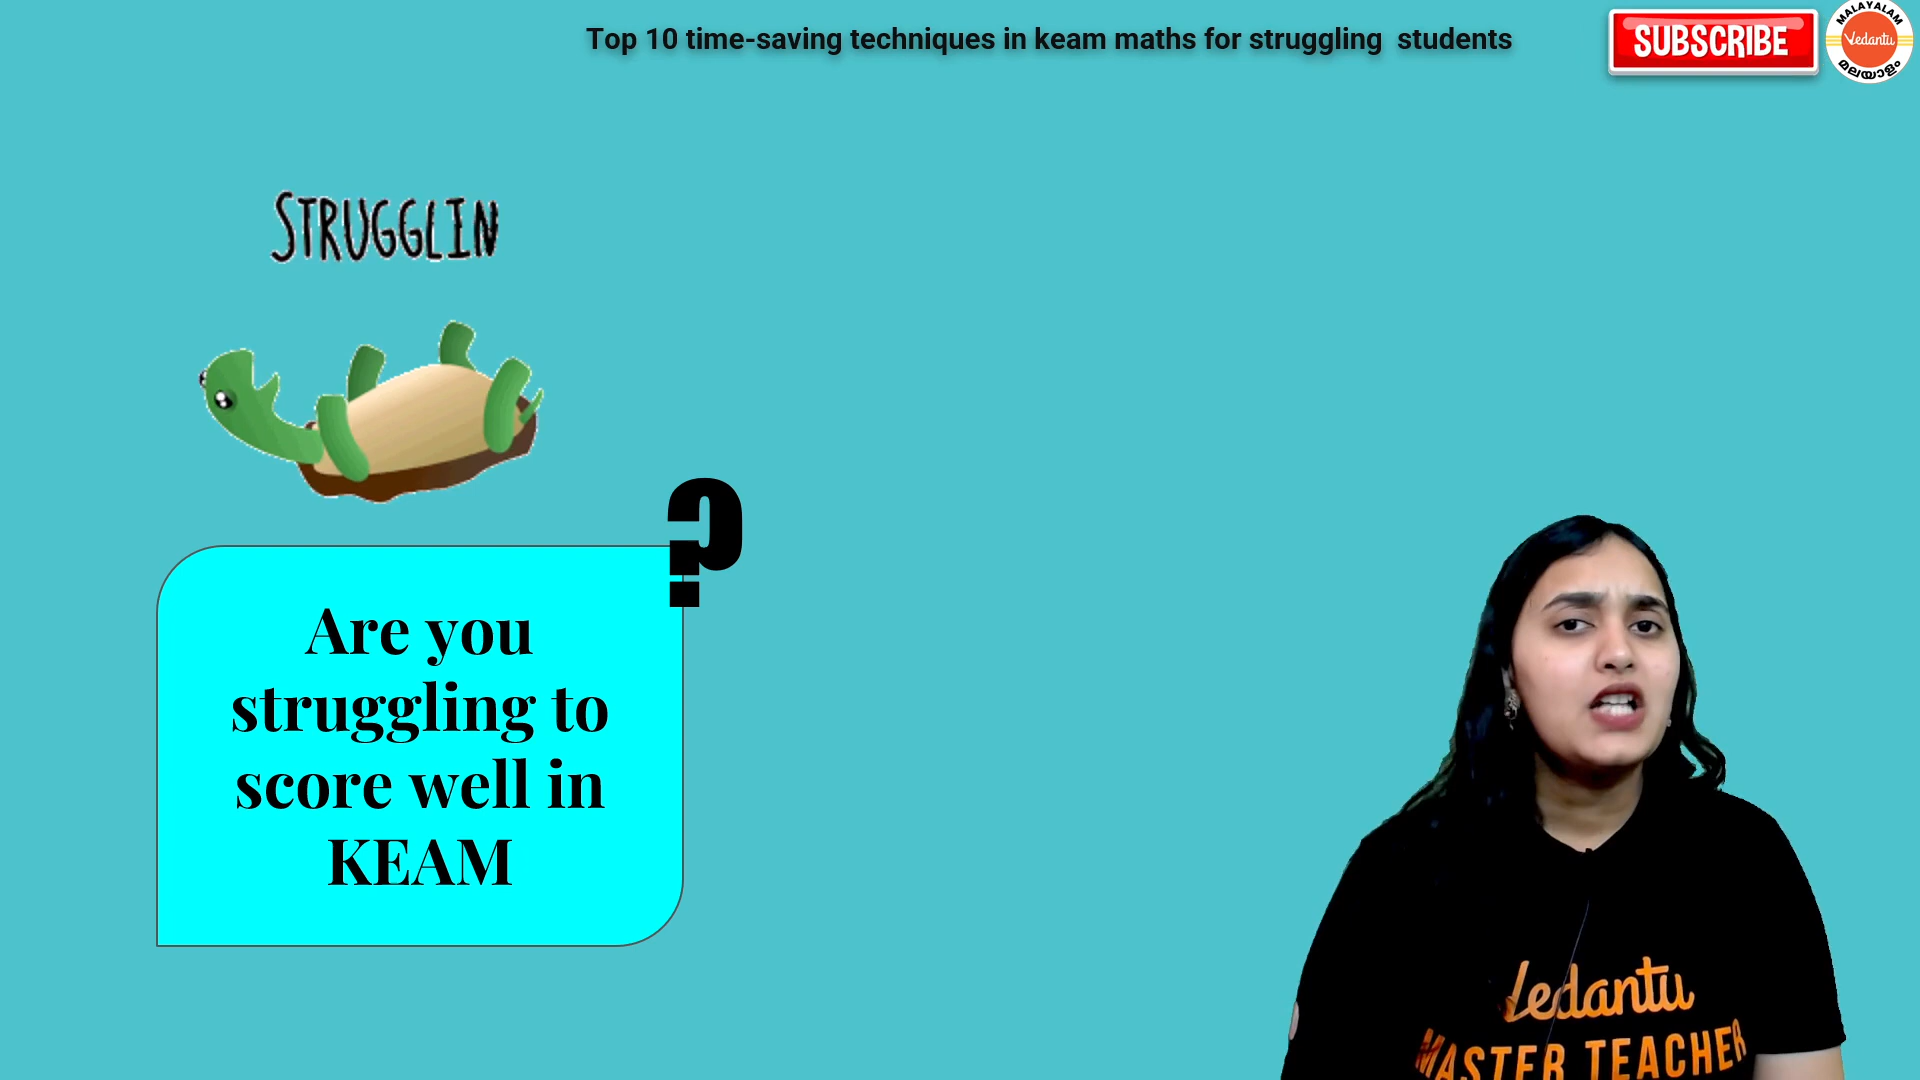 Top 10 time-saving techniques in keam maths for struggling  students
SUBSCRIBE
MALAYALAM
Vedantu
മലയാളം
STRUGGLIN
?
Are you
struggling to
score well in
KEAM
Vedantu
MASTER TEACHER